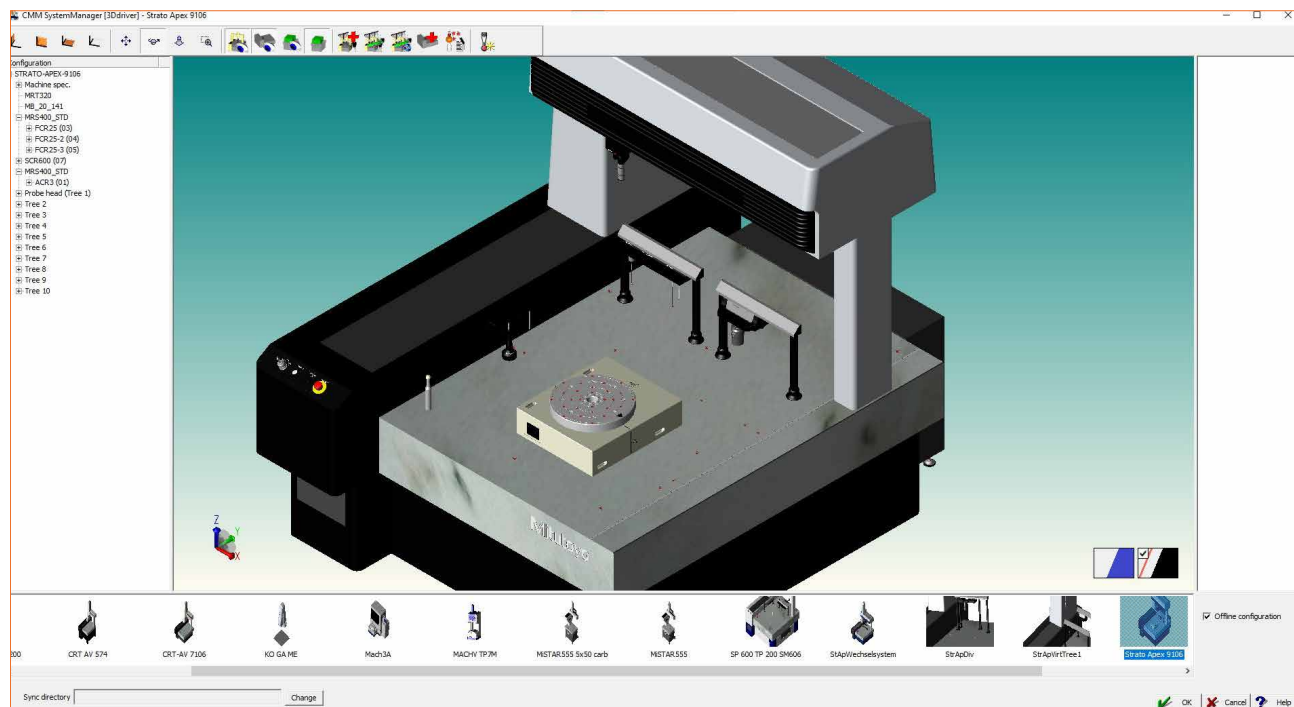 CMM SystemManager [3Ddriver] - Strato Apex 9106
onfiguration
STRATO-APEX-9106
Machine spec.
MRT320
MB_20_141
MRS400_STD
FCR25 (03)
FCR25-2 (04)
FCR25-3 (05)
SCR600 (07)
MRS400_STD
ACR3 (01)
Probe head (Tree 1)
Tree 2
Tree 3
Tree 4
Tree 5
Tree 6
Tree 7
Tree 8
Tree 9
Tree 10
Z
Y
X
Offline configuration
200 CRT AV 574 CRT-AV 7106 KO GA ME Mach3A MACHV TP7M MiSTAR555 5x50 carb MiSTAR555 SP 600 TP 200 SM606 StApWechselsystem StrApDiv StrApVirtTree1 Strato Apex 9106
Sync directory Change
OK Cancel Help